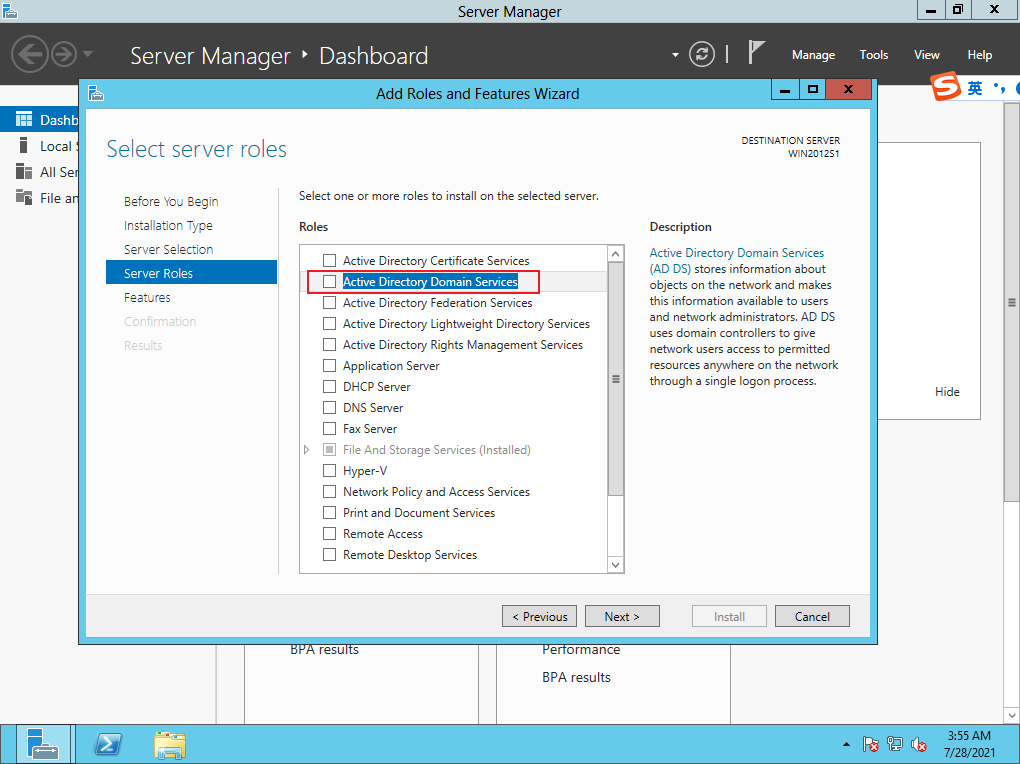 Server Manager
Server Manager ‣ Dashboard
Manage Tools View Help
英
Dashb
Local S
All Ser
File an
Add Roles and Features Wizard
Select server roles
DESTINATION SERVER
WIN2012S1
Before You Begin
Installation Type
Server Selection
Server Roles
Features
Confirmation
Results
Select one or more roles to install on the selected server.
Roles
Active Directory Certificate Services
Active Directory Domain Services
Active Directory Federation Services
Active Directory Lightweight Directory Services
Active Directory Rights Management Services
Application Server
DHCP Server
DNS Server
Fax Server
File And Storage Services (Installed)
Hyper-V
Network Policy and Access Services
Print and Document Services
Remote Access
Remote Desktop Services
Description
Active Directory Domain Services
(AD DS) stores information about
objects on the network and makes
this information available to users
and network administrators. AD DS
uses domain controllers to give
network users access to permitted
resources anywhere on the network
through a single logon process.
Hide
< Previous
Next >
Install
Cancel
BPA results
Performance
BPA results
3:55 AM
7/28/2021